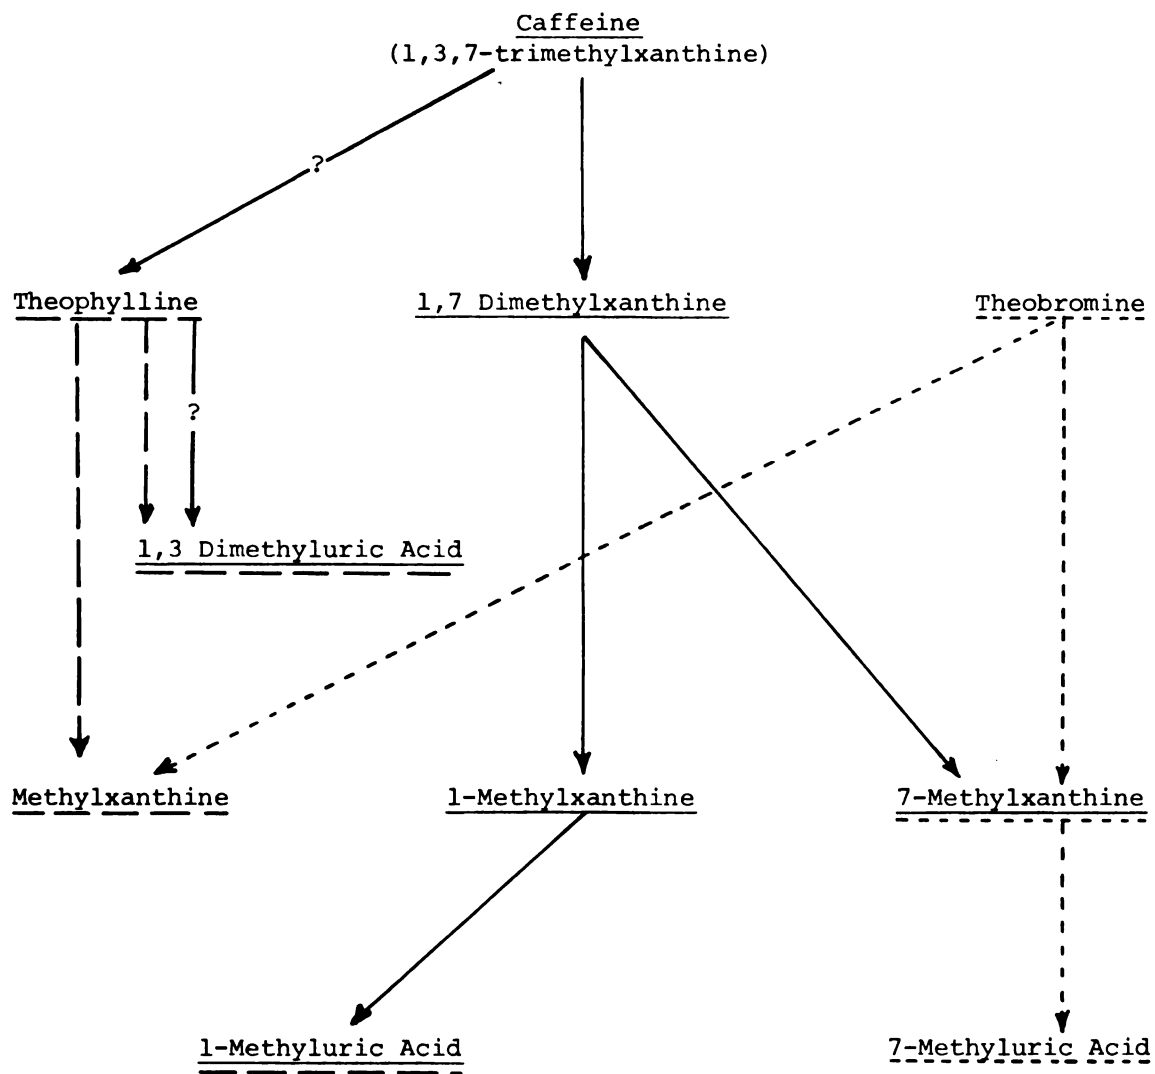 Caffeine
(1,3,7-trimethylxanthine)
?
Theophylline
1,7 Dimethylxanthine
Theobromine
?
1,3 Dimethyluric Acid
Methylxanthine
1-Methylxanthine
7-Methylxanthine
1-Methyluric Acid
7-Methyluric Acid